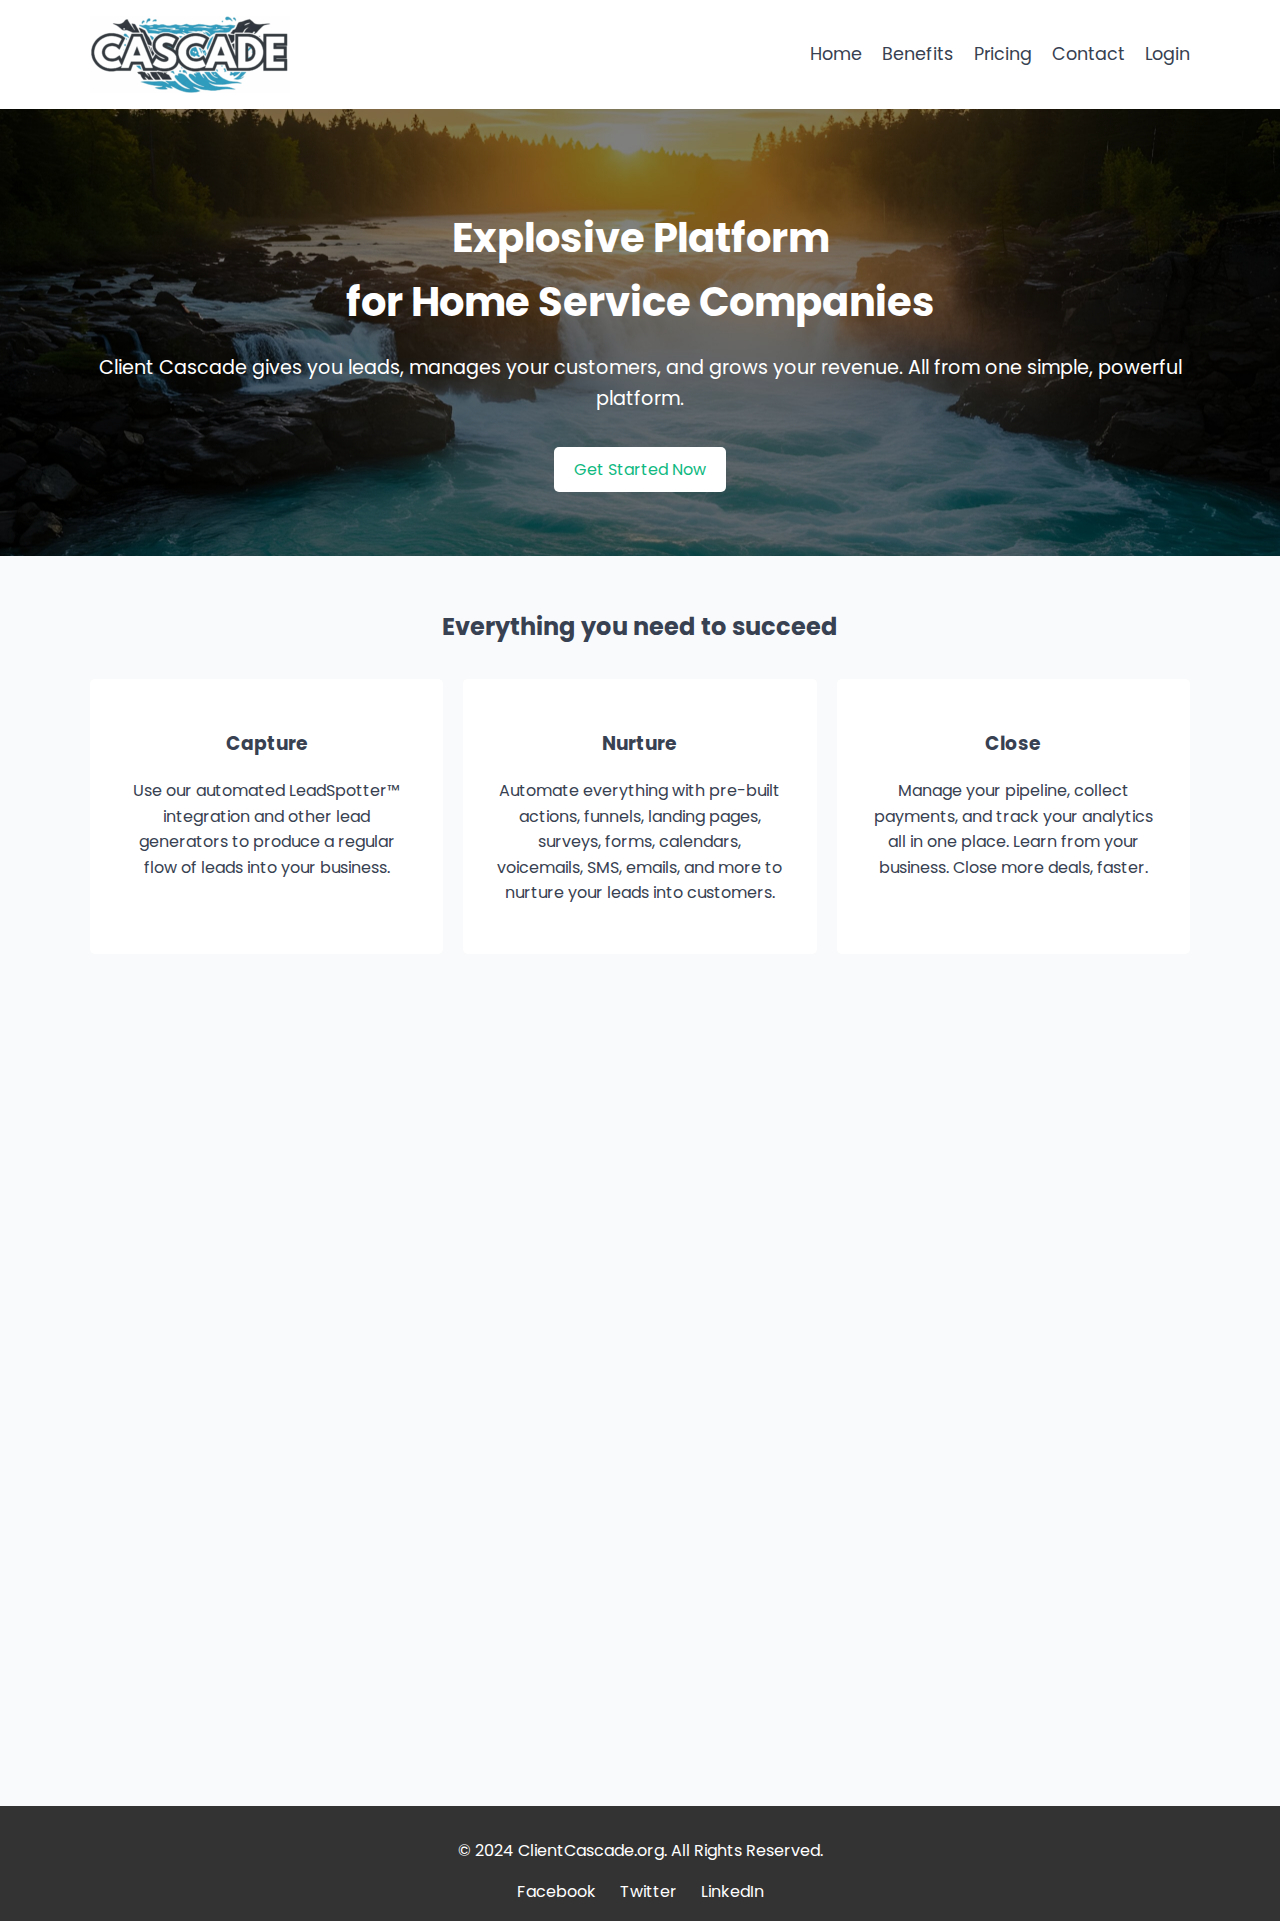 CASCADE
Home Benefits Pricing Contact Login
Explosive Platform
for Home Service Companies
Client Cascade gives you leads, manages your customers, and grows your revenue. All from one simple, powerful
platform.
Get Started Now
Everything you need to succeed
Capture
Use our automated LeadSpotter™
integration and other lead
generators to produce a regular
flow of leads into your business.
Nurture
Automate everything with pre-built
actions, funnels, landing pages,
surveys, forms, calendars,
voicemails, SMS, emails, and more to
nurture your leads into customers.
Close
Manage your pipeline, collect
payments, and track your analytics
all in one place. Learn from your
business. Close more deals, faster.
© 2024 ClientCascade.org. All Rights Reserved.
Facebook Twitter LinkedIn